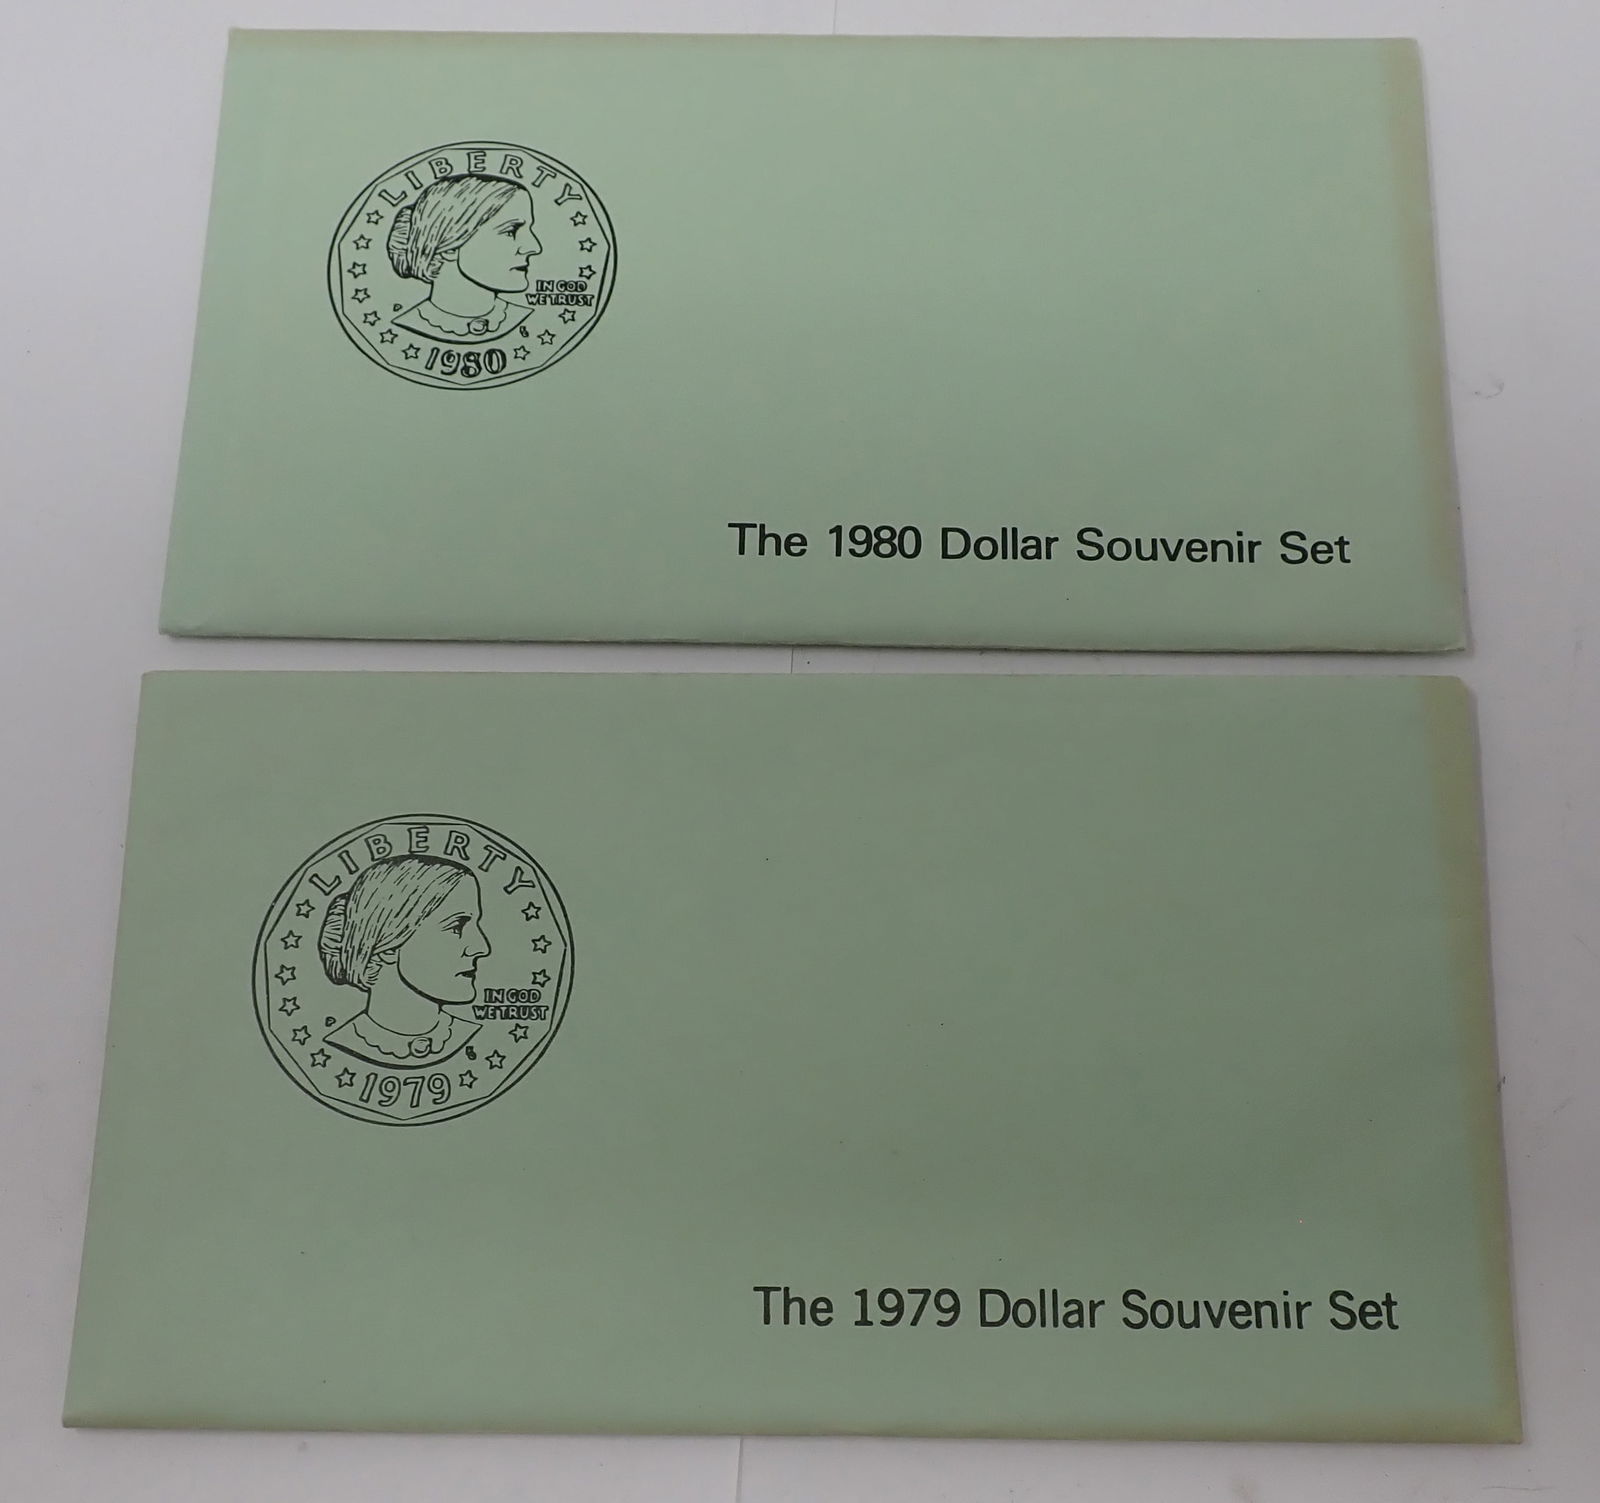 LIBERTY
IN GOD
WE TRUST
P
1980
The 1980 Dollar Souvenir Set
LIBERTY
IN GOD
WE TRUST
P
1979
The 1979 Dollar Souvenir Set